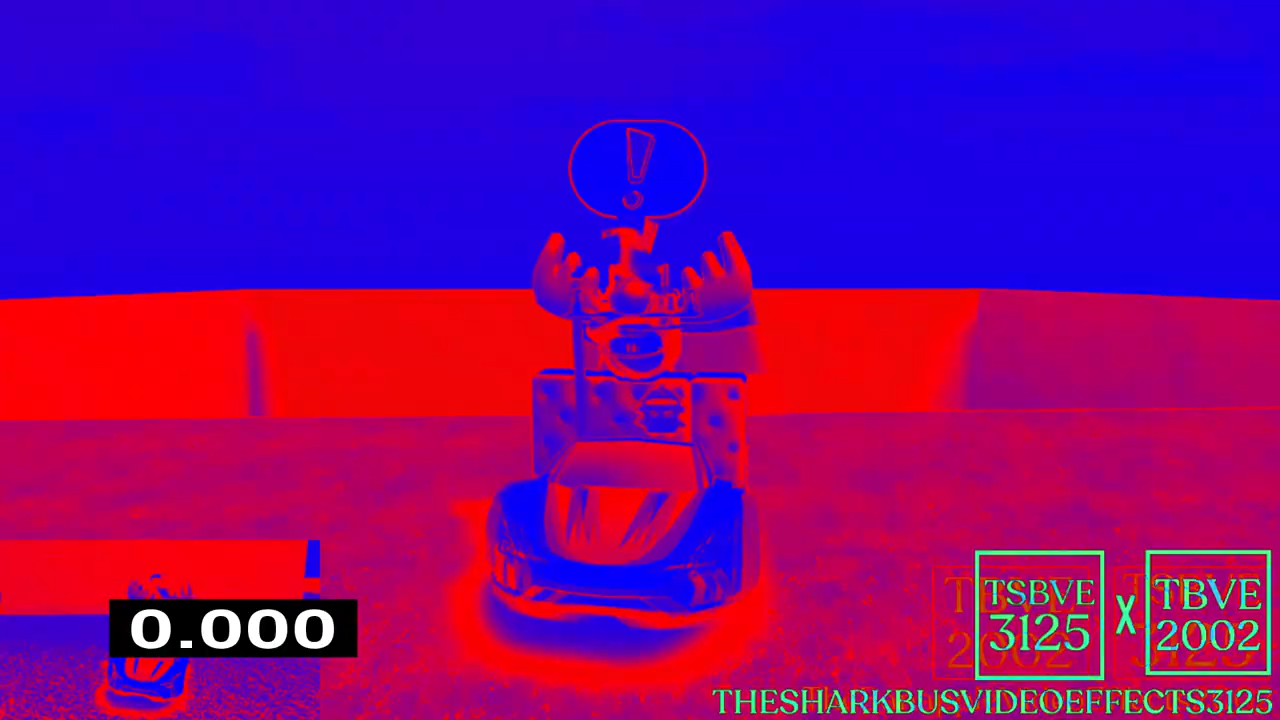 !
0.000
TSBVE
3125
X
TBVE
2002
THESHARKBUSVIDEOEFFECTS3125